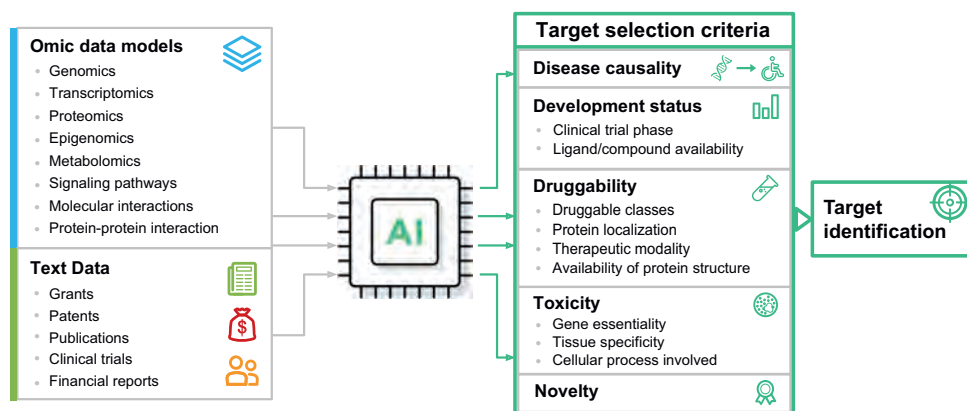 Omic data models
Genomics
Transcriptomics
Proteomics
Epigenomics
Metabolomics
Signaling pathways
Molecular interactions
Protein-protein interaction
Text Data
Grants
Patents
$
Publications
Clinical trials
Financial reports
AI
Target selection criteria
Disease causality
Development status
Clinical trial phase
Ligand/compound availability
Druggability
Druggable classes
Protein localization
Therapeutic modality
Availability of protein structure
Toxicity
Gene essentiality
Tissue specificity
Cellular process involved
Novelty
Target
identification